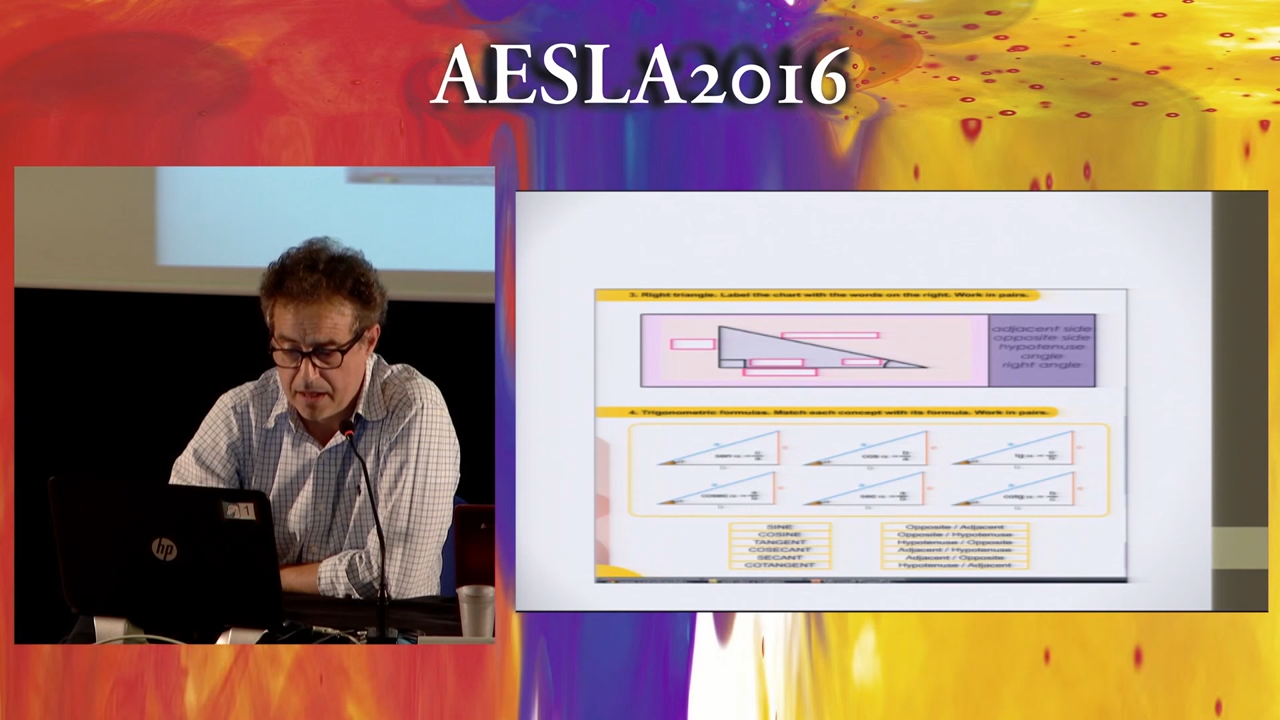 AESLA2016
3. Right triangle. Label the chart with the words on the right. Work in pairs.
adjacent side
opposite side
hypotenuse
angle
right angle
4. Trigonometric formulas. Match each concept with its formula. Work in pairs.
SINE
COSINE
TANGENT
COSECANT
SECANT
COTANGENT
Opposite / Adjacent
Opposite / Hypotenuse
Hypotenuse / Opposite
Adjacent / Hypotenuse
Adjacent / Opposite
Hypotenuse / Adjacent
hp